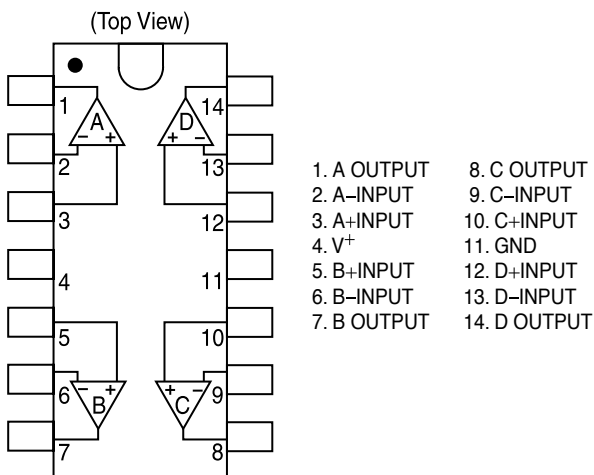 (Top View)
1
14
A
D
− +
+ −
2
13
3
12
4
11
5
10
− +
+ −
6
9
B
C
7
8
1. A OUTPUT
2. A–INPUT
3. A+INPUT
4. V+
5. B+INPUT
6. B–INPUT
7. B OUTPUT
8. C OUTPUT
9. C–INPUT
10. C+INPUT
11. GND
12. D+INPUT
13. D–INPUT
14. D OUTPUT